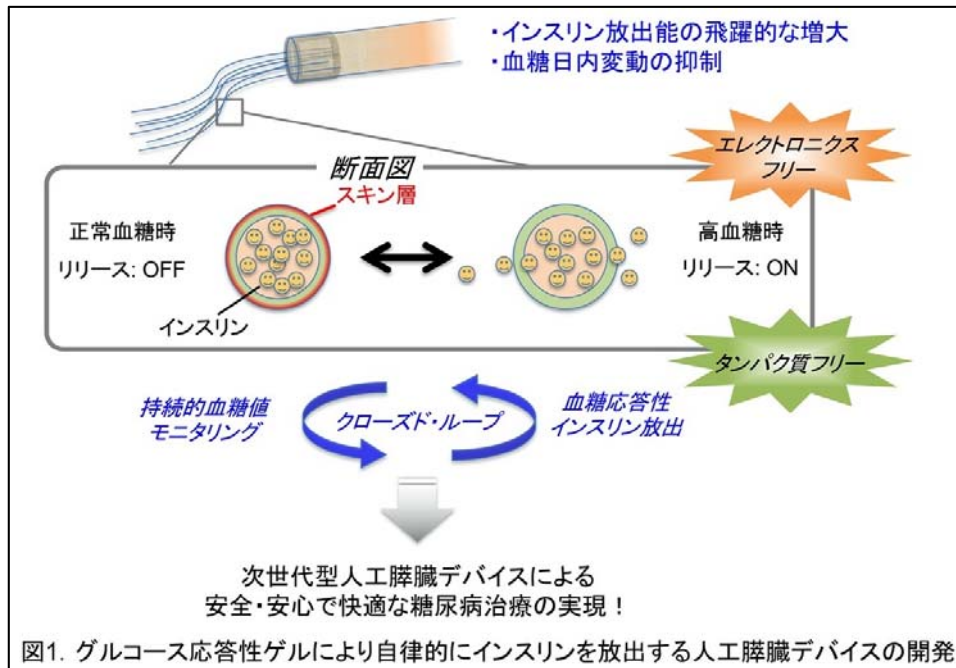 ・インスリン放出能の飛躍的な増大
・血糖日内変動の抑制
エレクトロニクス
フリー
断面図
スキン層
正常血糖時
リリース: OFF
高血糖時
リリース: ON
インスリン
タンパク質フリー
持続的血糖値
モニタリング
クローズド・ループ
血糖応答性
インスリン放出
次世代型人工膵臓デバイスによる
安全・安心で快適な糖尿病治療の実現！
図1. グルコース応答性ゲルにより自律的にインスリンを放出する人工膵臓デバイスの開発